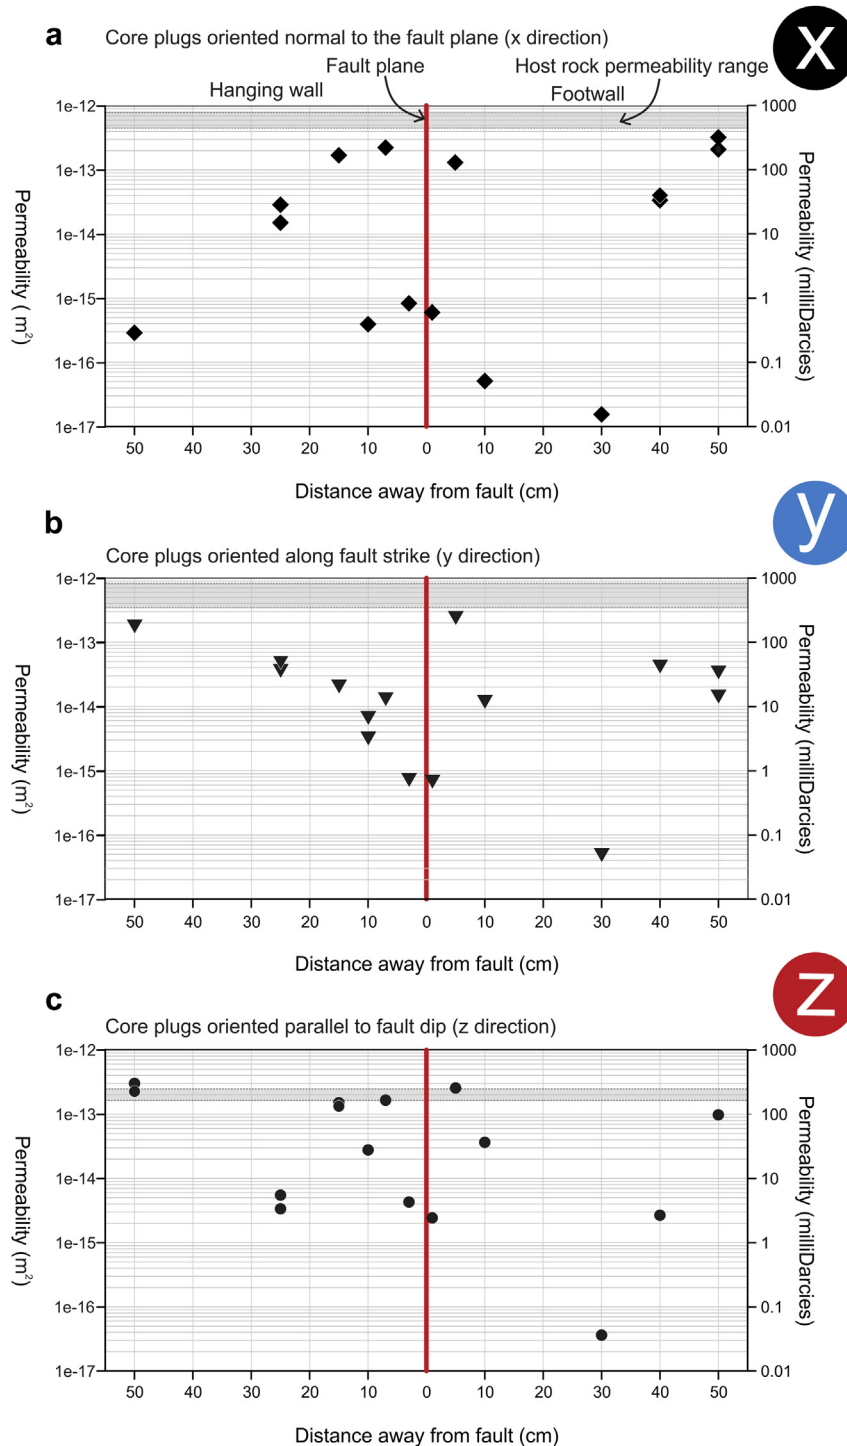 a
Core plugs oriented normal to the fault plane (x direction)
X
Fault plane
Host rock permeability range
Hanging wall
Footwall
1e-12
1e-13
1e-14
1e-15
1e-16
1e-17
Permeability ( m²)
1000
100
10
1
0.1
0.01
Permeability (milliDarcies)
50 40 30 20 10 0 10 20 30 40 50
Distance away from fault (cm)
b
Core plugs oriented along fault strike (y direction)
y
1e-12
1e-13
1e-14
1e-15
1e-16
1e-17
Permeability (m²)
1000
100
10
1
0.1
0.01
Permeability (milliDarcies)
50 40 30 20 10 0 10 20 30 40 50
Distance away from fault (cm)
c
Core plugs oriented parallel to fault dip (z direction)
z
1e-12
1e-13
1e-14
1e-15
1e-16
1e-17
Permeability (m²)
1000
100
10
1
0.1
0.01
Permeability (milliDarcies)
50 40 30 20 10 0 10 20 30 40 50
Distance away from fault (cm)